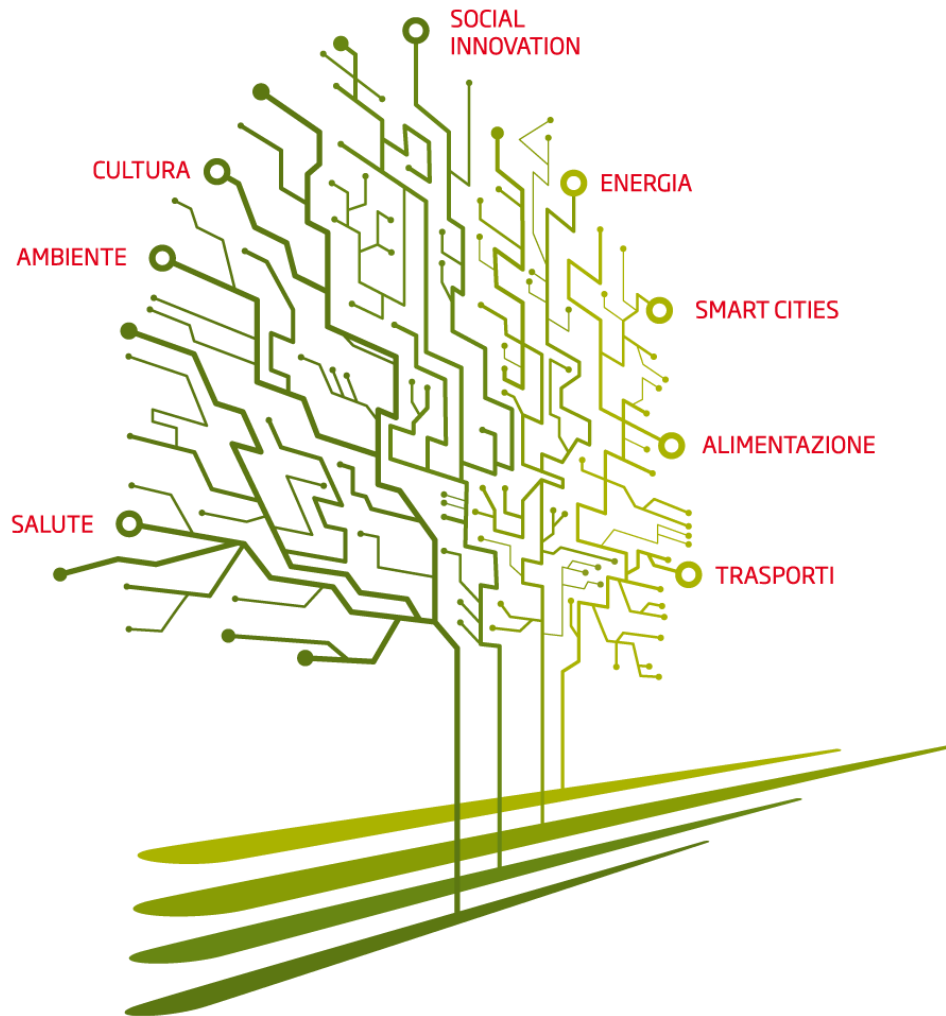 SOCIAL
INNOVATION
CULTURA
ENERGIA
AMBIENTE
SMART CITIES
ALIMENTAZIONE
SALUTE
TRASPORTI